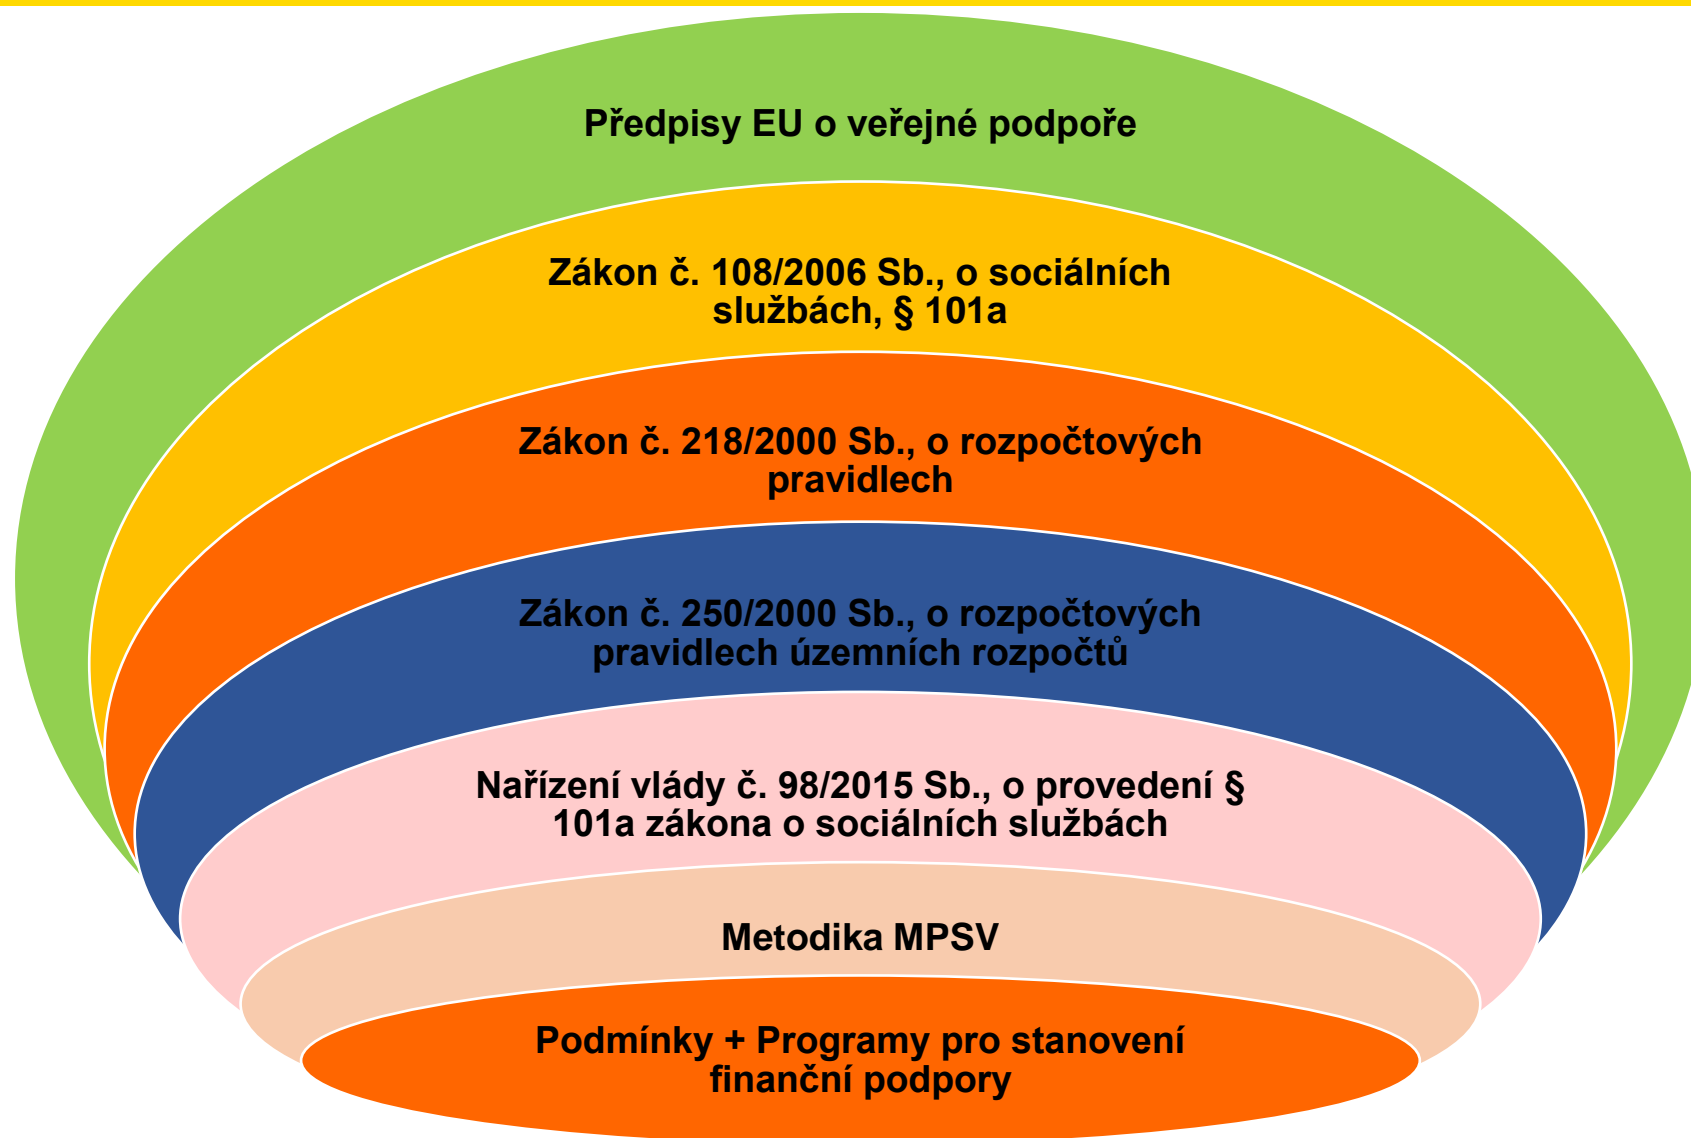 Předpisy EU o veřejné podpoře
Zákon č. 108/2006 Sb., o sociálních
službách, § 101a
Zákon č. 218/2000 Sb., o rozpočtových
pravidlech
Zákon č. 250/2000 Sb., o rozpočtových
pravidlech územních rozpočtů
Nařízení vlády č. 98/2015 Sb., o provedení §
101a zákona o sociálních službách
Metodika MPSV
Podmínky + Programy pro stanovení
finanční podpory